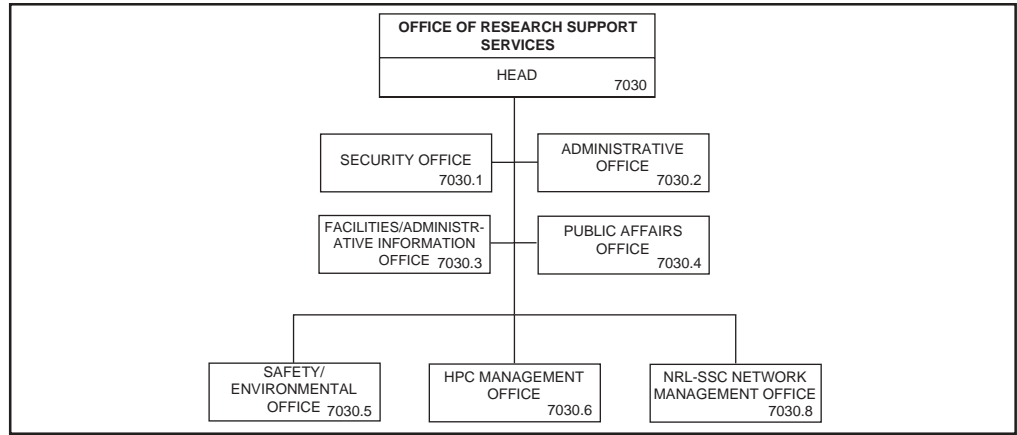 OFFICE OF RESEARCH SUPPORT
SERVICES
HEAD
7030
SECURITY OFFICE
7030.1
ADMINISTRATIVE
OFFICE
7030.2
FACILITIES/ADMINISTR-
ATIVE INFORMATION
OFFICE 7030.3
PUBLIC AFFAIRS
OFFICE
7030.4
SAFETY/
ENVIRONMENTAL
OFFICE 7030.5
HPC MANAGEMENT
OFFICE
7030.6
NRL-SSC NETWORK
MANAGEMENT OFFICE
7030.8